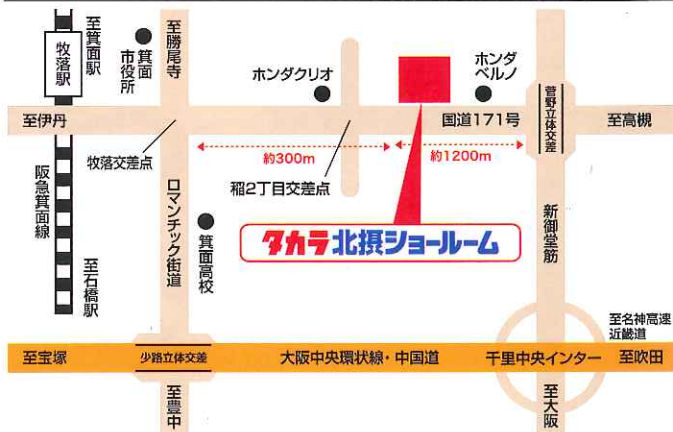 至箕面駅
牧落駅
箕面
市役所
至勝尾寺
ホンダクリオ
ホンダ
ベルノ
菅野立体交差
至伊丹
国道171号
至高槻
牧落交差点
約300m
約1200m
稲2丁目交差点
阪急箕面線
ロマンチック街道
箕面高校
タカラ北摂ショールーム
新御堂筋
至石橋駅
至名神高速
近畿道
至宝塚
少路立体交差
大阪中央環状線・中国道
千里中央インター
至吹田
至豊中
至大阪